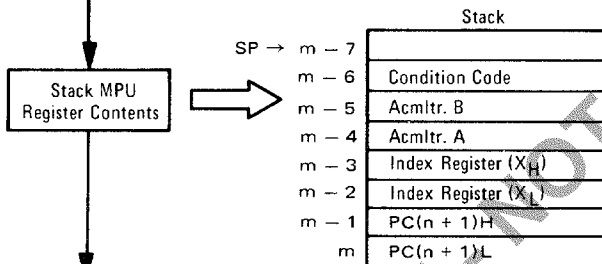 Stack
SP → m – 7
m – 6 Condition Code
Stack MPU
Register Contents
m – 5 Acmltr. B
m – 4 Acmltr. A
m – 3 Index Register (XH)
m – 2 Index Register (XL)
m – 1 PC(n + 1)H
m PC(n + 1)L
NOT